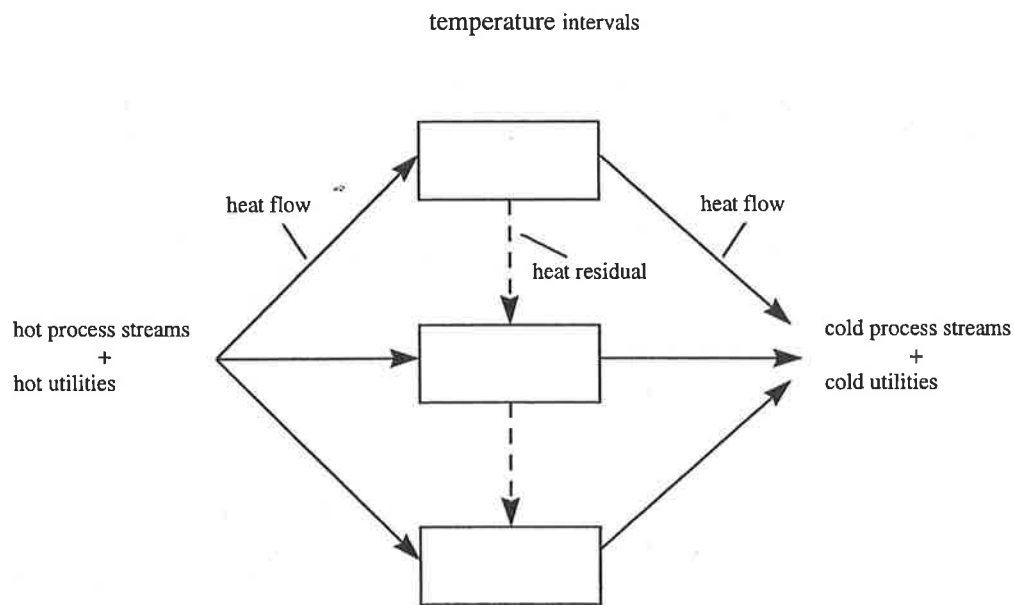 temperature intervals
heat flow
heat flow
heat residual
hot process streams
+
hot utilities
cold process streams
+
cold utilities